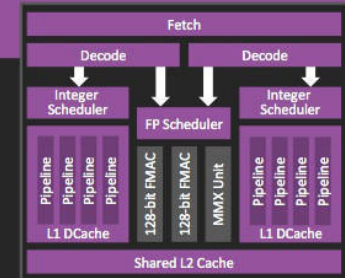 Fetch
Decode
Decode
Integer
Scheduler
FP Scheduler
Integer
Scheduler
Pipeline
Pipeline
Pipeline
Pipeline
L1 DCache
128-bit FMAC
128-bit FMAC
MMX Unit
Pipeline
Pipeline
Pipeline
Pipeline
L1 DCache
Shared L2 Cache